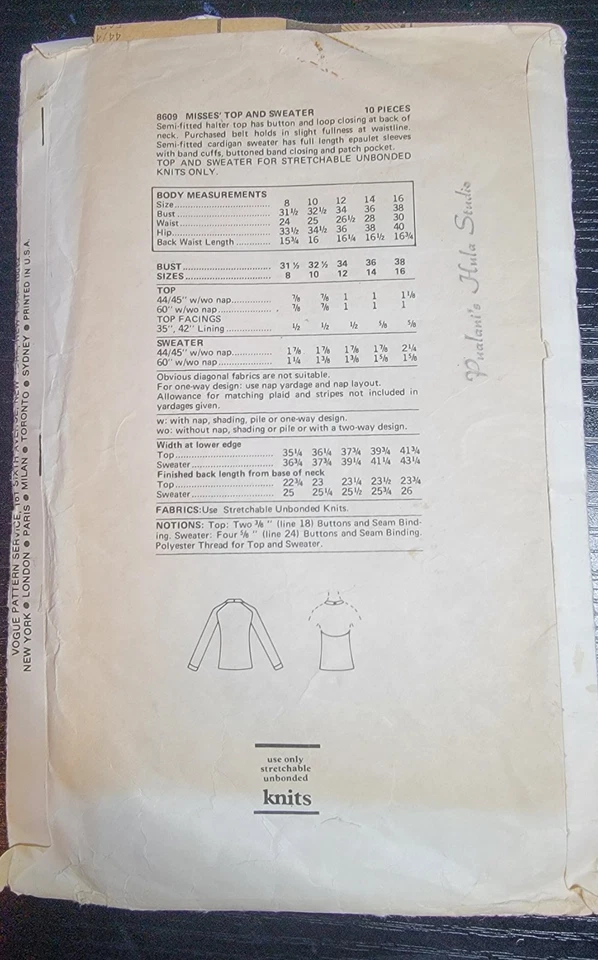 8609 MISSES' TOP AND SWEATER 10 PIECES
Semi-fitted halter top has button and loop closing at back of
neck. Purchased belt holds in slight fullness at waistline.
Semi-fitted cardigan sweater has full length epaulet sleeves
with band cuffs, buttoned band closing and patch pocket.
TOP AND SWEATER FOR STRETCHABLE UNBONDED
KNITS ONLY.
BODY MEASUREMENTS
Size 8 10 12 14 16
Bust 31½ 32½ 34 36 38
Waist 24 25 26½ 28 30
Hip 33½ 34½ 36 38 40
Back Waist Length 15¾ 16 16¼ 16½ 16¾
BUST 31 ½ 32 ½ 34 36 38
SIZES 8 10 12 14 16
TOP
44/45" w/wo nap ⅞ ⅞ 1 1 1⅛
60" w/wo nap ⅞ ⅞ 1 1 1
TOP FACINGS
35", 42" Lining ½ ½ ½ ⅝ ⅝
SWEATER
44/45" w/wo nap 1⅞ 1⅞ 1⅞ 1⅞ 2¼
60" w/wo nap 1¼ 1⅜ 1⅜ 1⅝ 1⅝
Obvious diagonal fabrics are not suitable.
For one-way design: use nap yardage and nap layout.
Allowance for matching plaid and stripes not included in
yardages given.
w: with nap, shading, pile or one-way design.
wo: without nap, shading or pile or with a two-way design.
Width at lower edge
Top 35¼ 36¼ 37¾ 39¾ 41¾
Sweater 36¾ 37¾ 39¼ 41¼ 43¼
Finished back length from base of neck
Top 22¾ 23 23¼ 23½ 23¾
Sweater 25 25¼ 25½ 25¾ 26
FABRICS:Use Stretchable Unbonded Knits.
NOTIONS: Top: Two ⅜ " (line 18) Buttons and Seam Bind-
ing. Sweater: Four ⅝ " (line 24) Buttons and Seam Binding.
Polyester Thread for Top and Sweater.
use only
stretchable
unbonded
knits
VOGUE PATTERN SERVICE, 161 SIXTH AVENUE,
NEW YORK ● LONDON ● PARIS ● MILAN ● TORONTO ● SYDNEY ● PRINTED IN U.S.A.
Pualani's Hula Studio